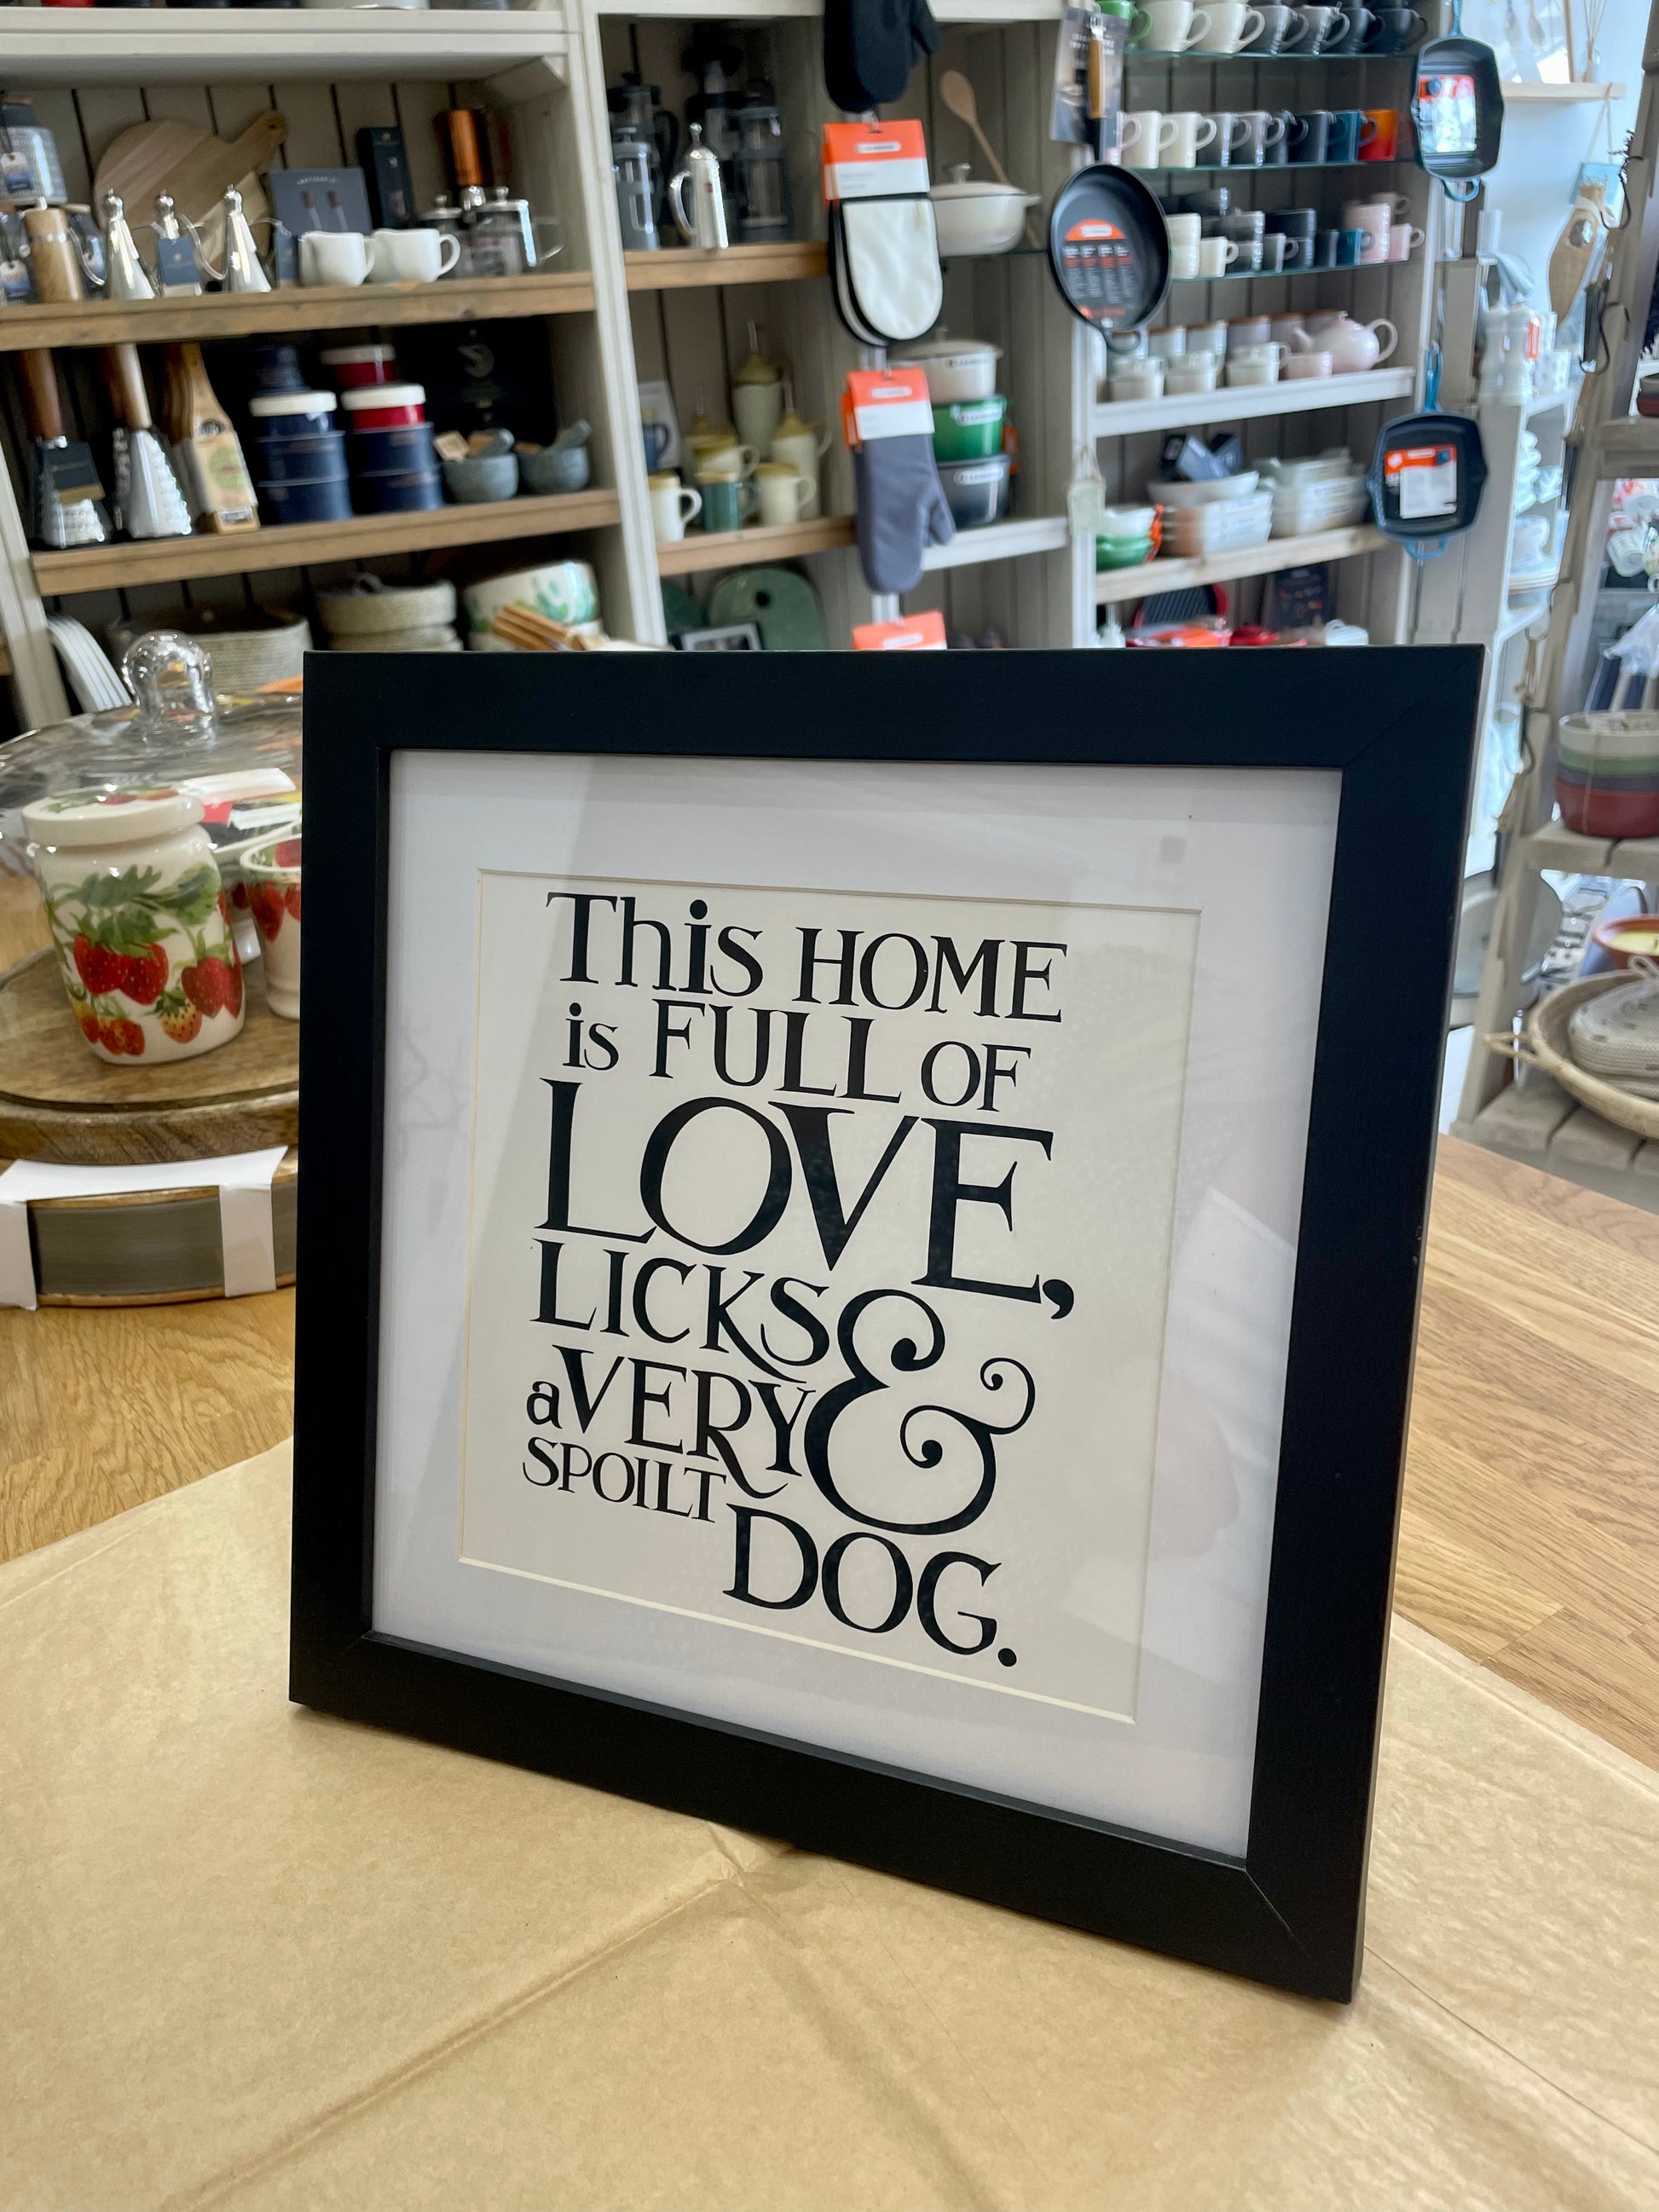 This HOME
is FULL OF
LOVE,
LICKS &
a VERY
SPOILT
DOG.